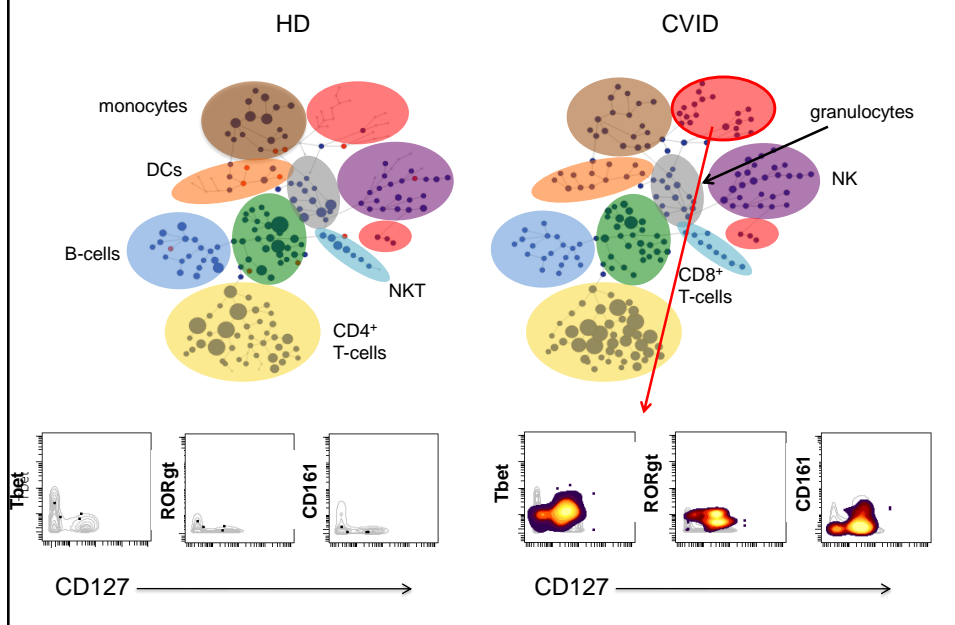 HD
CVID
monocytes
granulocytes
DCs
NK
B-cells
NKT
CD8+
T-cells
CD4+
T-cells
Tbet
RORgt
CD161
Tbet
RORgt
CD161
CD127
CD127